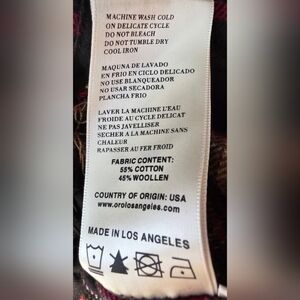 MACHINE WASH COLD
ON DELICATE CYCLE
DO NOT BLEACH
DO NOT TUMBLE DRY
COOL IRON
MAQUNA DE LAVADO
EN FRIO EN CICLO DELICADO
NO USE BLANQUEADOR
NO USAR SECADORA
PLANCHA FRIO
LAVER LA MACHINE L'EAU
FROIDE AU CYCLE DELICAT
NE PAS JAVELLISER
SECHER A LA MACHINE SANS
CHALEUR
RAPASSER AU FER FROID
FABRIC CONTENT:
55% COTTON
45% WOOLLEN
COUNTRY OF ORIGIN: USA
www.orolosangeles.com
MADE IN LOS ANGELES